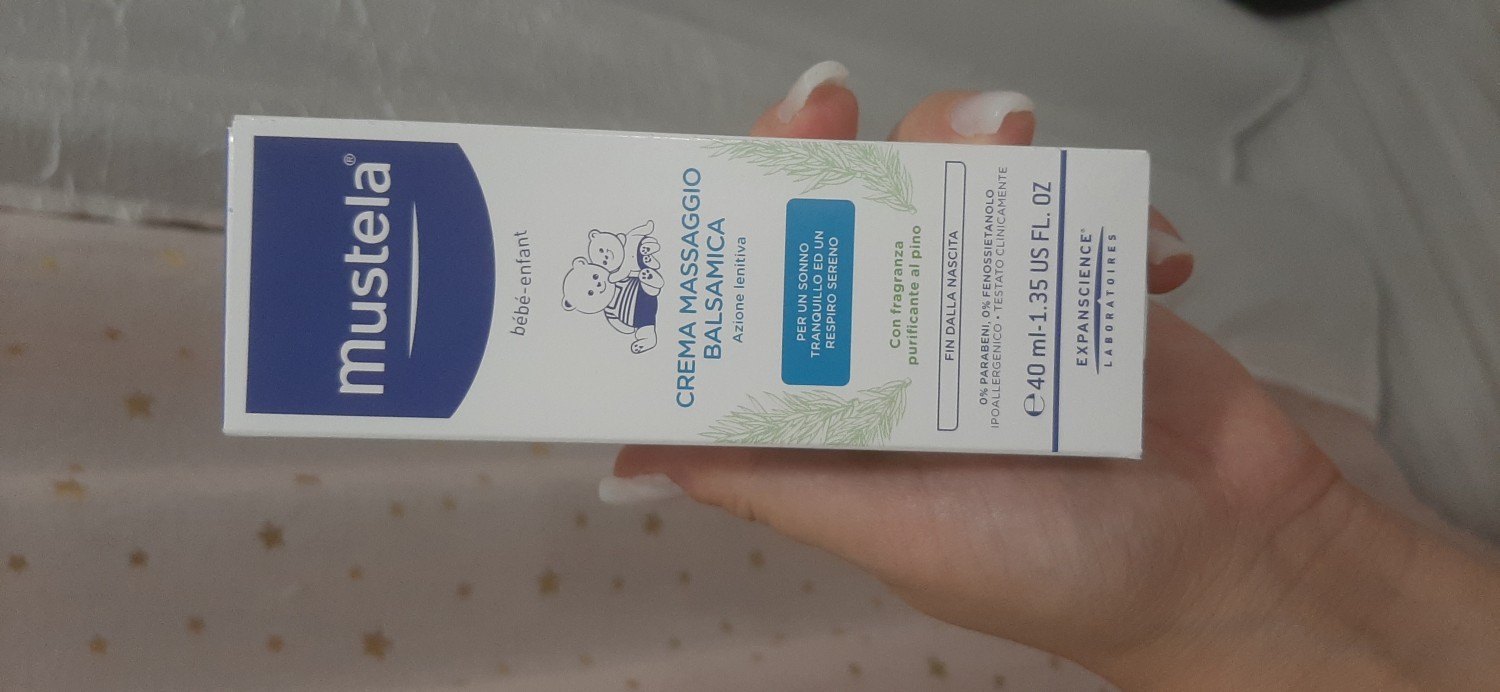 mustela®
bébé-enfant
CREMA MASSAGGIO
BALSAMICA
Azione lenitiva
PER UN SONNO
TRANQUILLO ED UN
RESPIRO SERENO
Con fragranza
purificante al pino
FIN DALLA NASCITA
0% PARABENI, 0% FENOSSIETANOLO
IPOALLERGENICO • TESTATO CLINICAMENTE
℮ 40 ml-1.35 US FL. OZ
EXPANSCIENCE®
LABORATOIRES